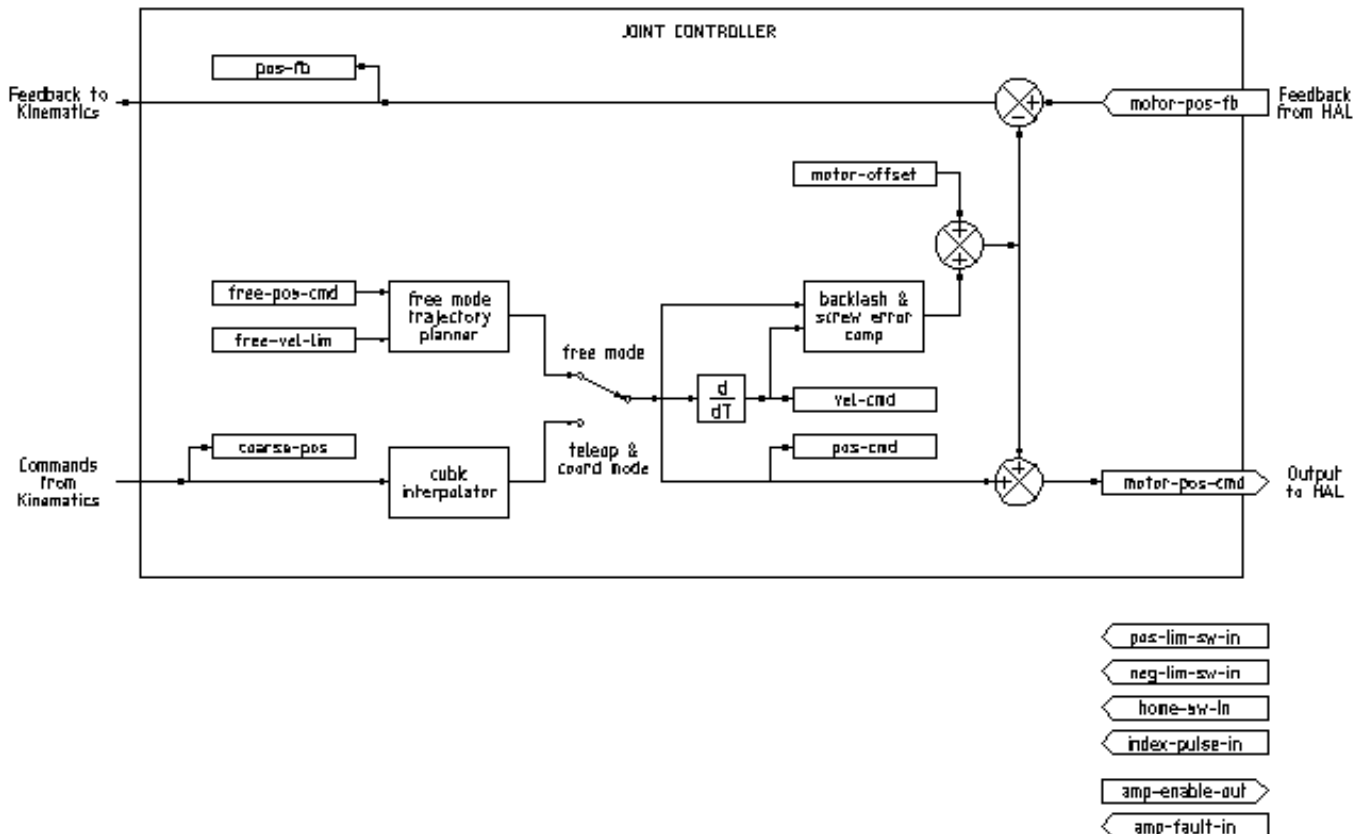 JOINT CONTROLLER
pos-fb
Feedback to
Kinematics
motor-pos-fb
Feedback
from HAL
+
-
motor-offset
+
+
free-pos-cmd
free-vel-lim
free mode
trajectory
planner
backlash &
screw error
comp
free mode
d
dT
vel-cmd
coarse-pos
teleop &
coord mode
pos-cmd
Commands
from
Kinematics
cubic
interpolator
+
+
motor-pos-cmd
Output
to HAL
pos-lim-sw-in
neg-lim-sw-in
home-sw-in
index-pulse-in
amp-enable-out
amp-fault-in